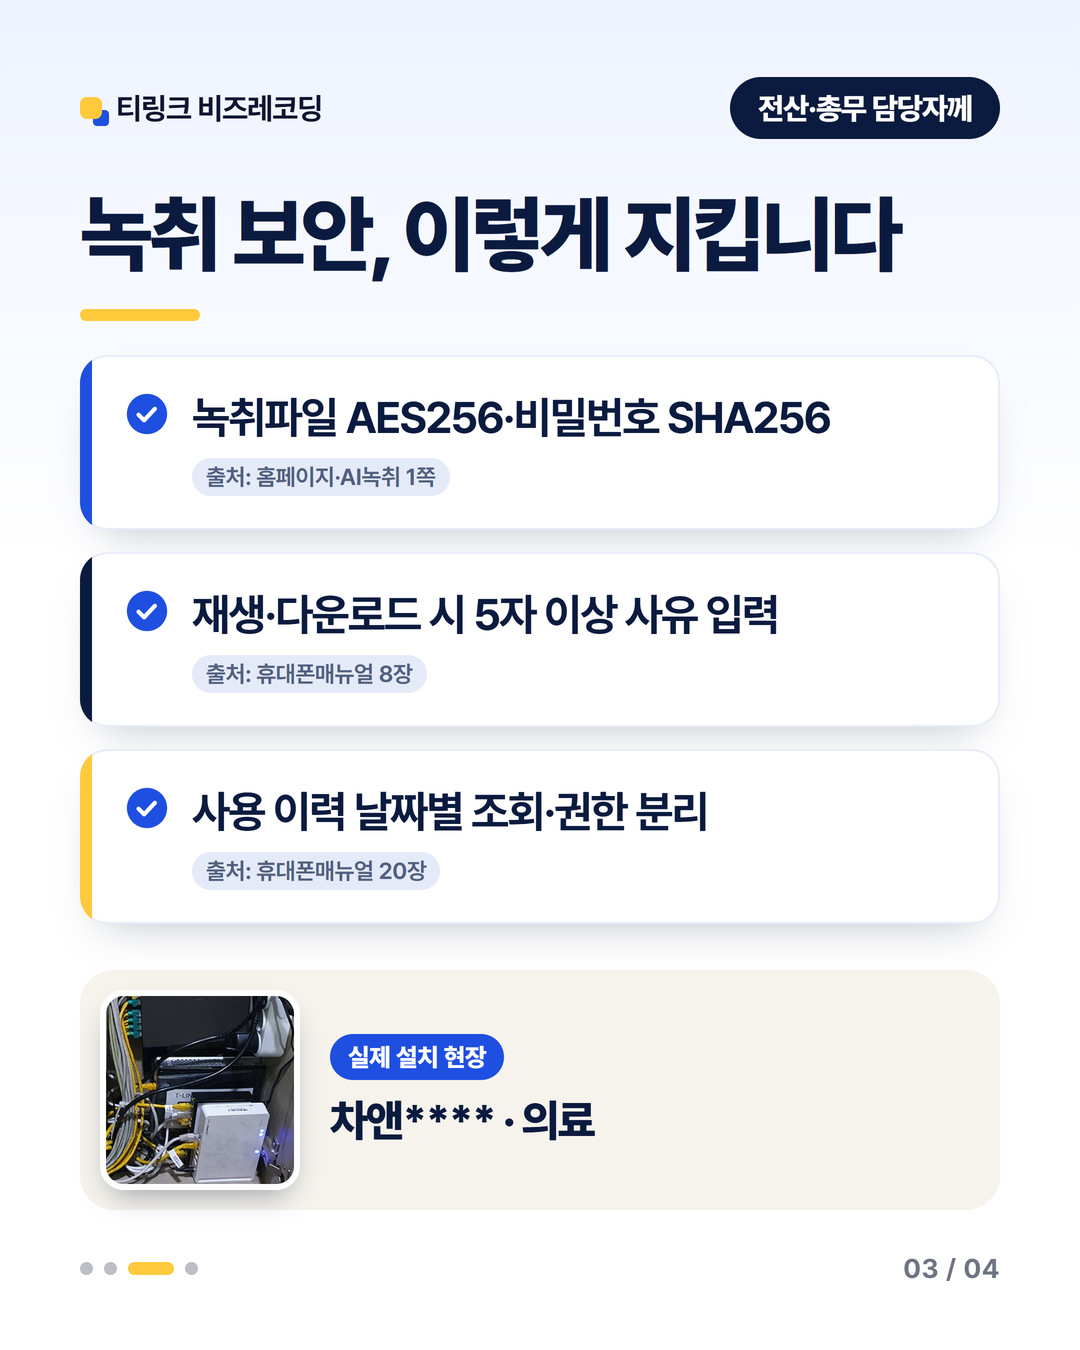 티링크 비즈레코딩
전산·총무 담당자께
녹취 보안, 이렇게 지킵니다
녹취파일 AES256·비밀번호 SHA256
출처: 홈페이지·AI녹취 1쪽
재생·다운로드 시 5자 이상 사유 입력
출처: 휴대폰매뉴얼 8장
사용 이력 날짜별 조회·권한 분리
출처: 휴대폰매뉴얼 20장
T-LIN
실제 설치 현장
차앤**** · 의료
03 / 04